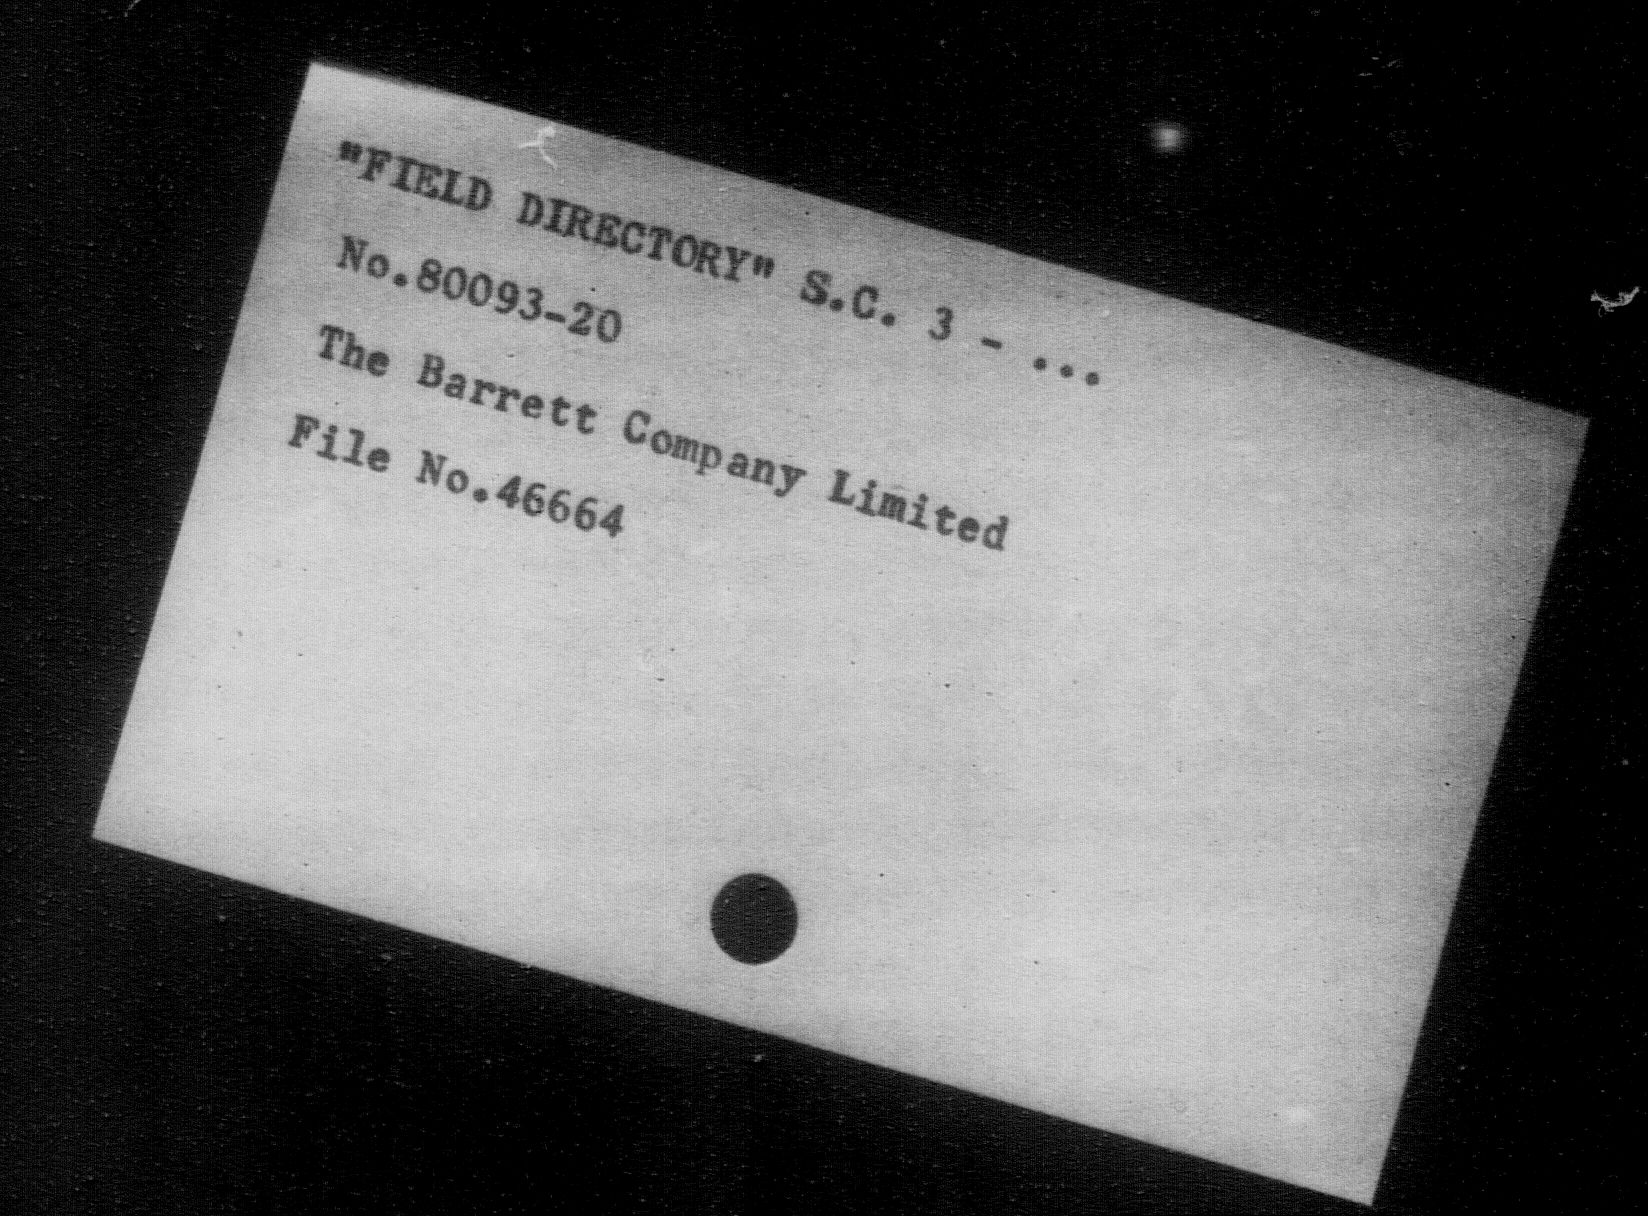 "FIELD DIRECTORY" S.C. 3 - ...
No.80093-20
The Barrett Company Limited
File No.46664